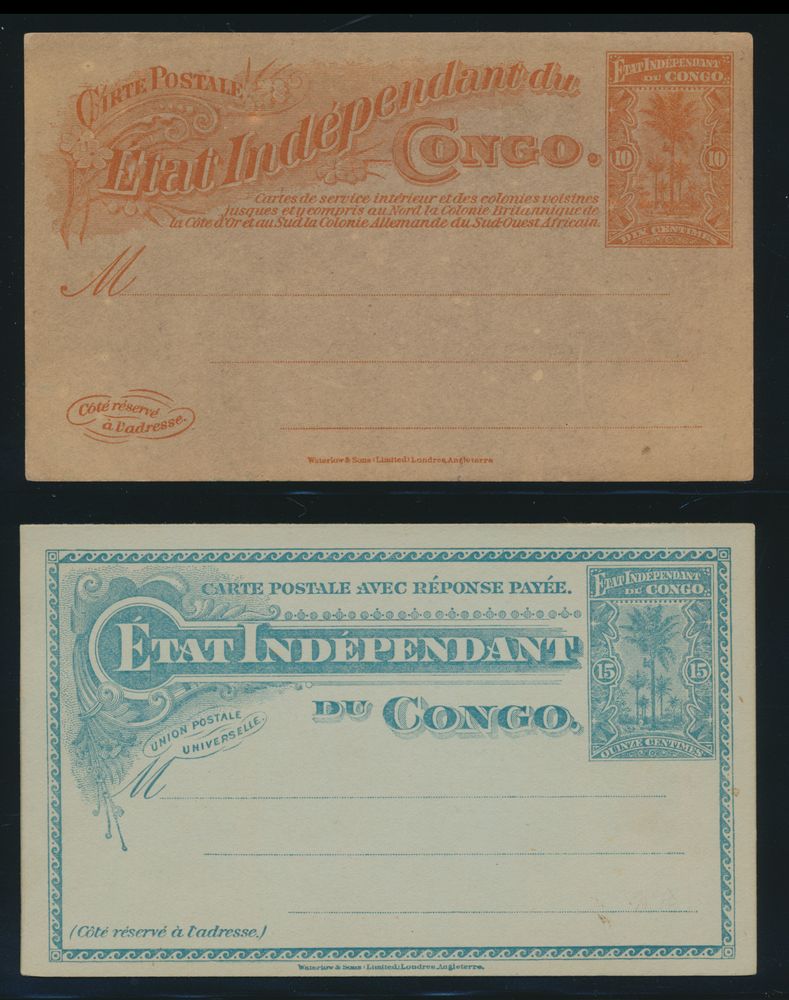 CARTE POSTALE
État Indépendant du
CONGO.
Cartes de service intérieur et des colonies voisines
jusques et y compris au Nord la Colonie Britannique de
la Côte d'Or et au Sud la Colonie Allemande du Sud-Ouest Africain.
ETAT INDÉPENDANT
DU CONGO.
10 10
DIX CENTIMES
M
Côté réservé
à l'adresse.
Waterlow & Sons (Limited) Londres, Angleterre
CARTE POSTALE AVEC RÉPONSE PAYÉE.
ÉTAT INDÉPENDANT
DU CONGO.
ETAT INDÉPENDANT
DU CONGO.
15 15
QUINZE CENTIMES
UNION POSTALE
UNIVERSELLE.
M
(Côté réservé à l'adresse.)
Waterlow & Sons (Limited) Londres, Angleterre.